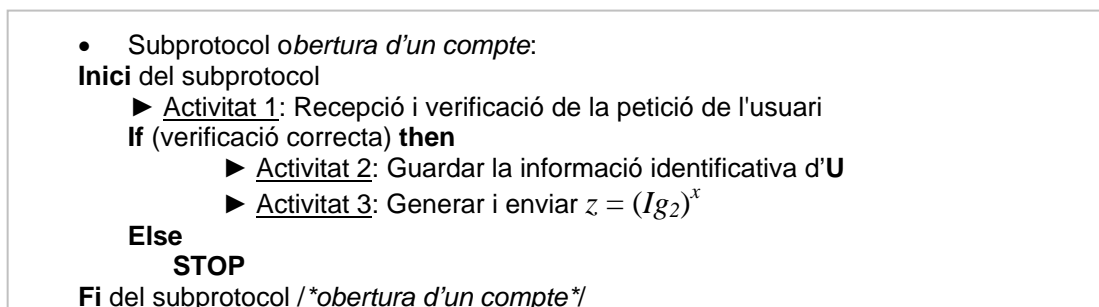 • Subprotocol obertura d'un compte:
Inici del subprotocol
► Activitat 1: Recepció i verificació de la petició de l'usuari
If (verificació correcta) then
► Activitat 2: Guardar la informació identificativa d'U
► Activitat 3: Generar i enviar z = (Ig₂)ˣ
Else
STOP
Fi del subprotocol /*obertura d'un compte*/